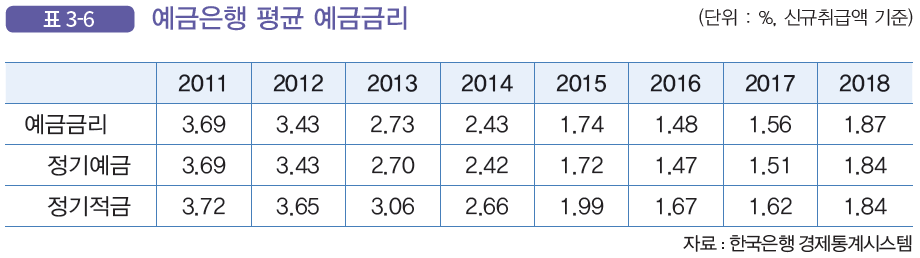 표 3-6 예금은행 평균 예금금리 (단위 : %, 신규취급액 기준)
2011 2012 2013 2014 2015 2016 2017 2018
예금금리 3.69 3.43 2.73 2.43 1.74 1.48 1.56 1.87
정기예금 3.69 3.43 2.70 2.42 1.72 1.47 1.51 1.84
정기적금 3.72 3.65 3.06 2.66 1.99 1.67 1.62 1.84
자료 : 한국은행 경제통계시스템